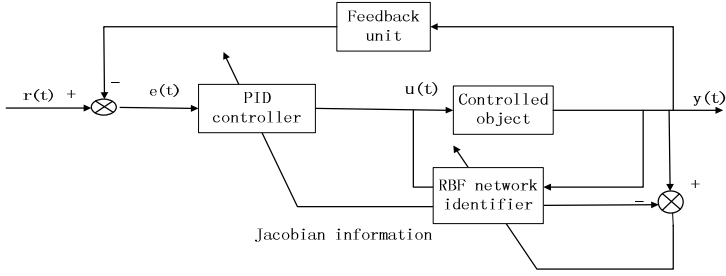 Feedback
unit
−
r(t) +
e(t)
PID
controller
u(t)
Controlled
object
y(t)
RBF network
identifier
+
−
Jacobian information